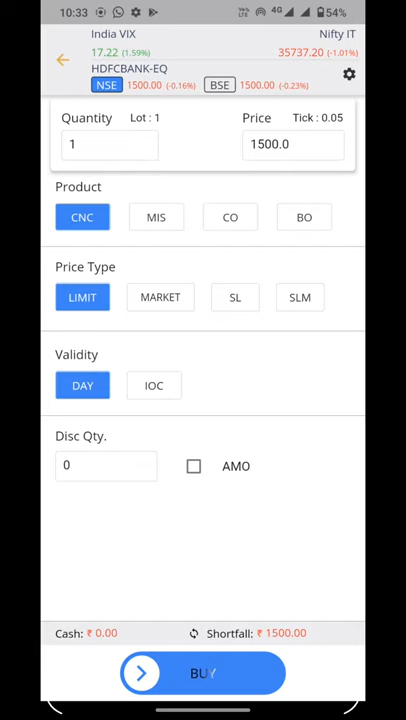 10:33 4G 54%
India VIX Nifty IT
17.22 (1.59%) 35737.20 (-1.01%)
HDFCBANK-EQ
NSE 1500.00 (-0.16%) BSE 1500.00 (-0.23%)
Quantity Lot : 1 Price Tick : 0.05
1 1500.0
Product
CNC MIS CO BO
Price Type
LIMIT MARKET SL SLM
Validity
DAY IOC
Disc Qty.
0 AMO
Cash: ₹ 0.00 Shortfall: ₹ 1500.00
BUY